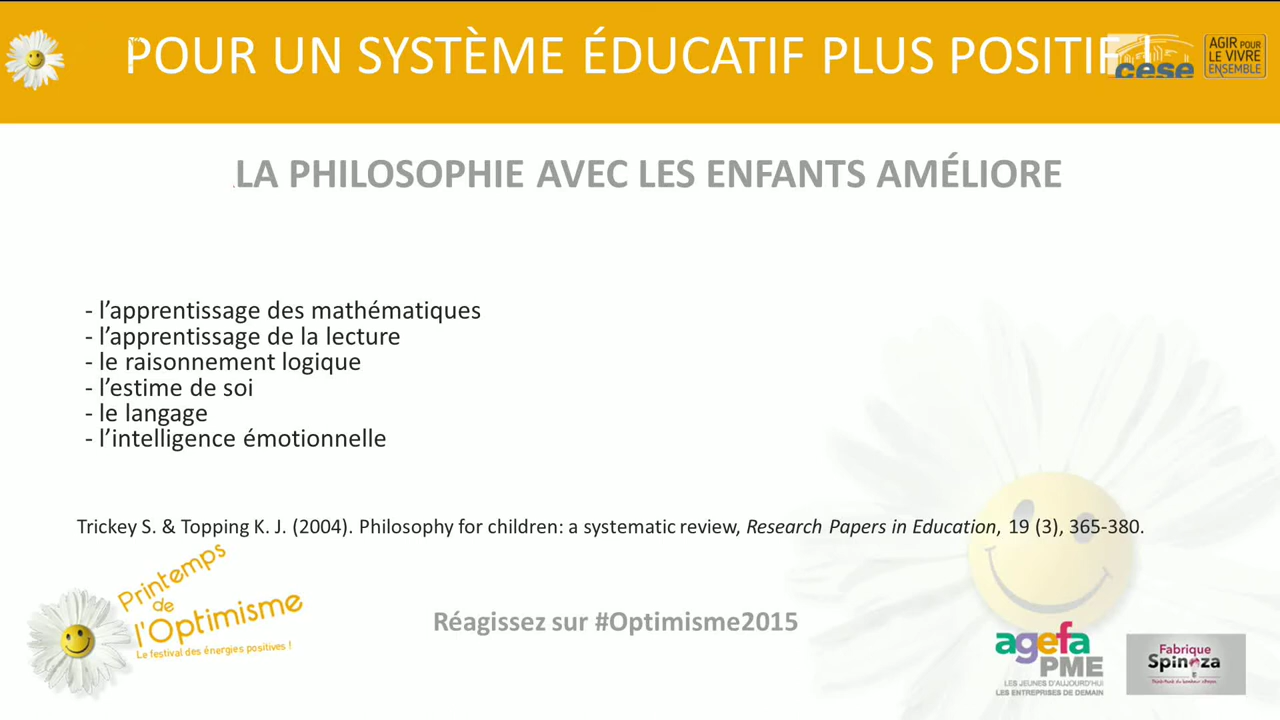 POUR UN SYSTÈME ÉDUCATIF PLUS POSITIF !
cese
AGIR POUR
LE VIVRE
ENSEMBLE
LA PHILOSOPHIE AVEC LES ENFANTS AMÉLIORE
- l’apprentissage des mathématiques
- l’apprentissage de la lecture
- le raisonnement logique
- l’estime de soi
- le langage
- l’intelligence émotionnelle
Trickey S. & Topping K. J. (2004). Philosophy for children: a systematic review, Research Papers in Education, 19 (3), 365-380.
Printemps
de
l'Optimisme
Le festival des énergies positives !
Réagissez sur #Optimisme2015
agefa
PME
LES JEUNES D'AUJOURD'HUI
LES ENTREPRISES DE DEMAIN
Fabrique
Spinoza